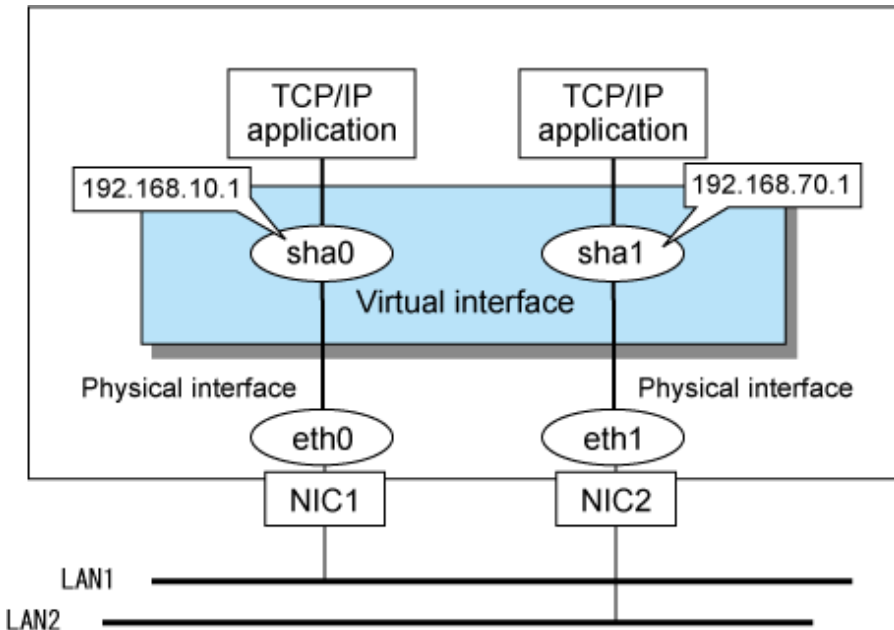 TCP/IP
application
TCP/IP
application
192.168.10.1
192.168.70.1
sha0
sha1
Virtual interface
Physical interface
Physical interface
eth0
eth1
NIC1
NIC2
LAN1
LAN2